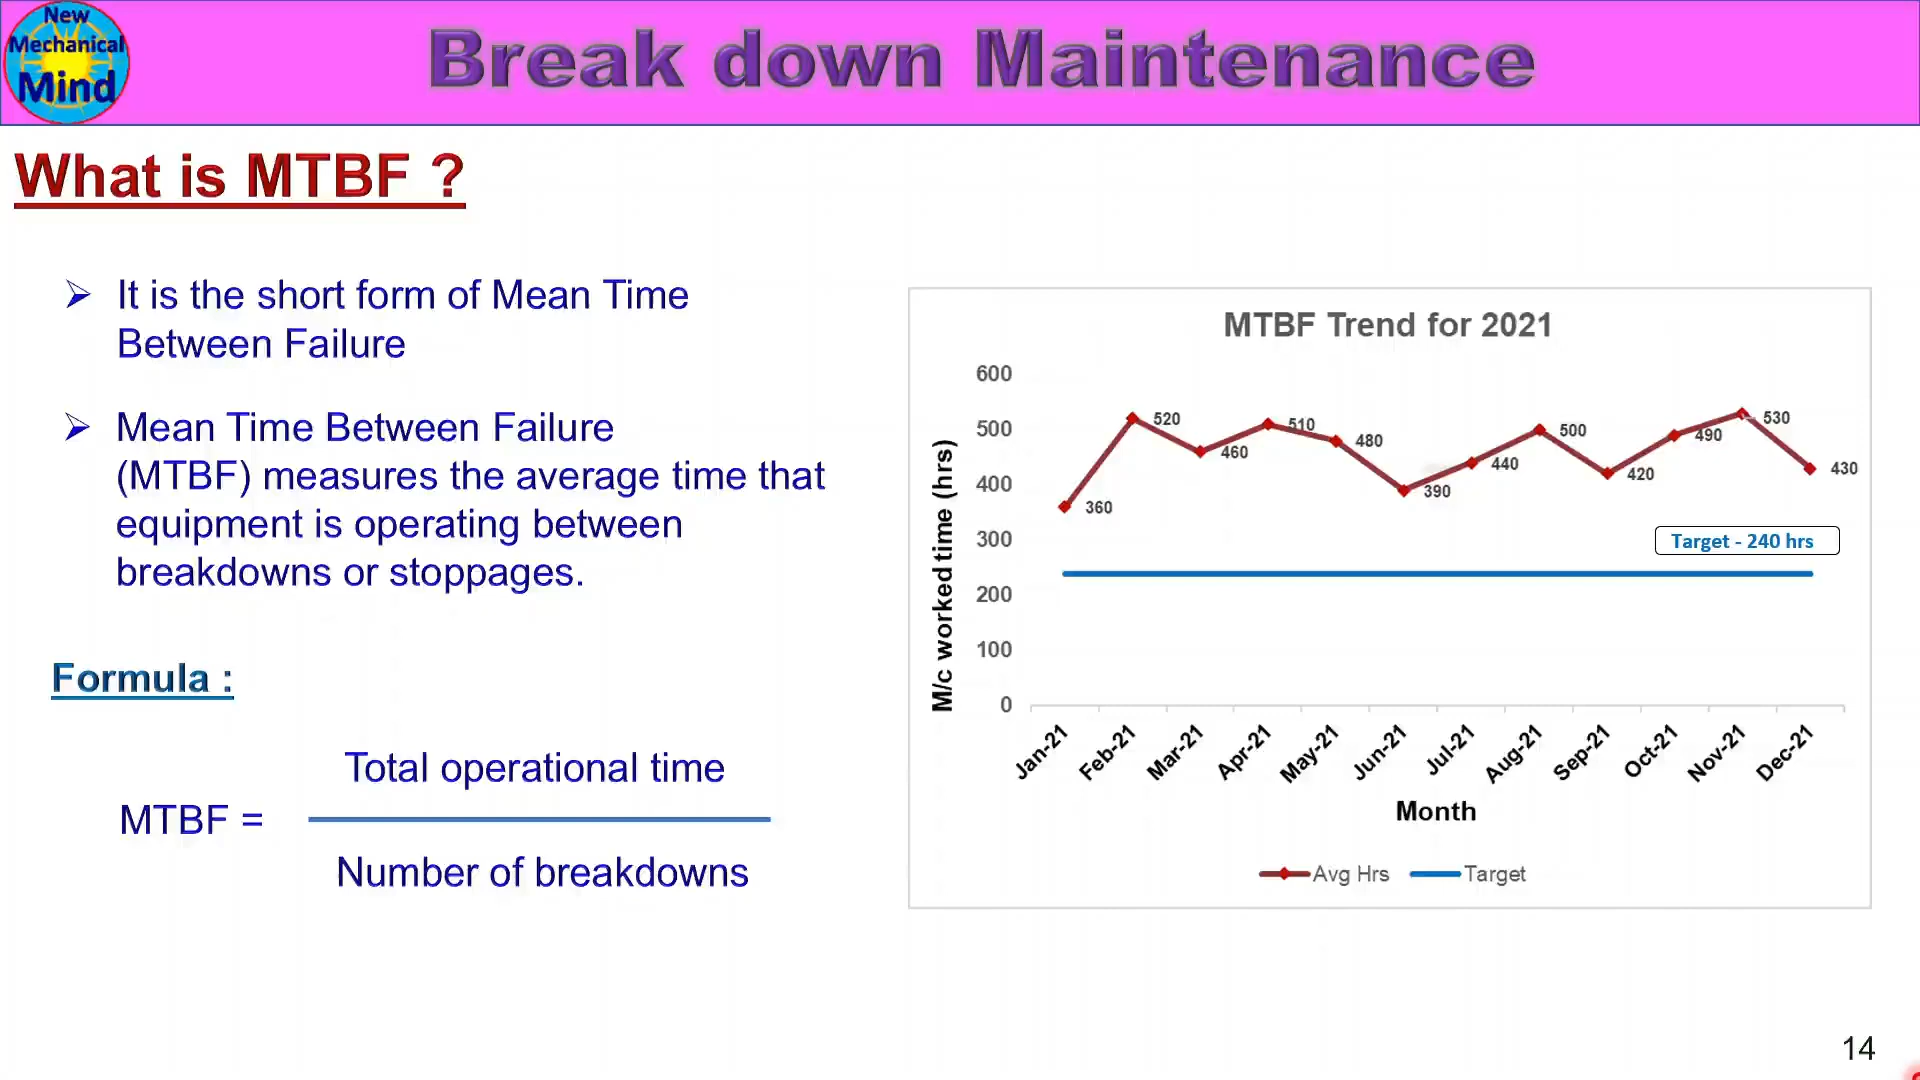 New
Mechanical
Mind
Break down Maintenance
What is MTBF ?
It is the short form of Mean Time
Between Failure
Mean Time Between Failure
(MTBF) measures the average time that
equipment is operating between
breakdowns or stoppages.
Formula :
Total operational time
MTBF =
Number of breakdowns
MTBF Trend for 2021
M/c worked time (hrs)
600
500
400
300
200
100
0
360
520
460
510
480
390
440
500
420
490
530
430
Target - 240 hrs
Jan-21
Feb-21
Mar-21
Apr-21
May-21
Jun-21
Jul-21
Aug-21
Sep-21
Oct-21
Nov-21
Dec-21
Month
Avg Hrs
Target
14